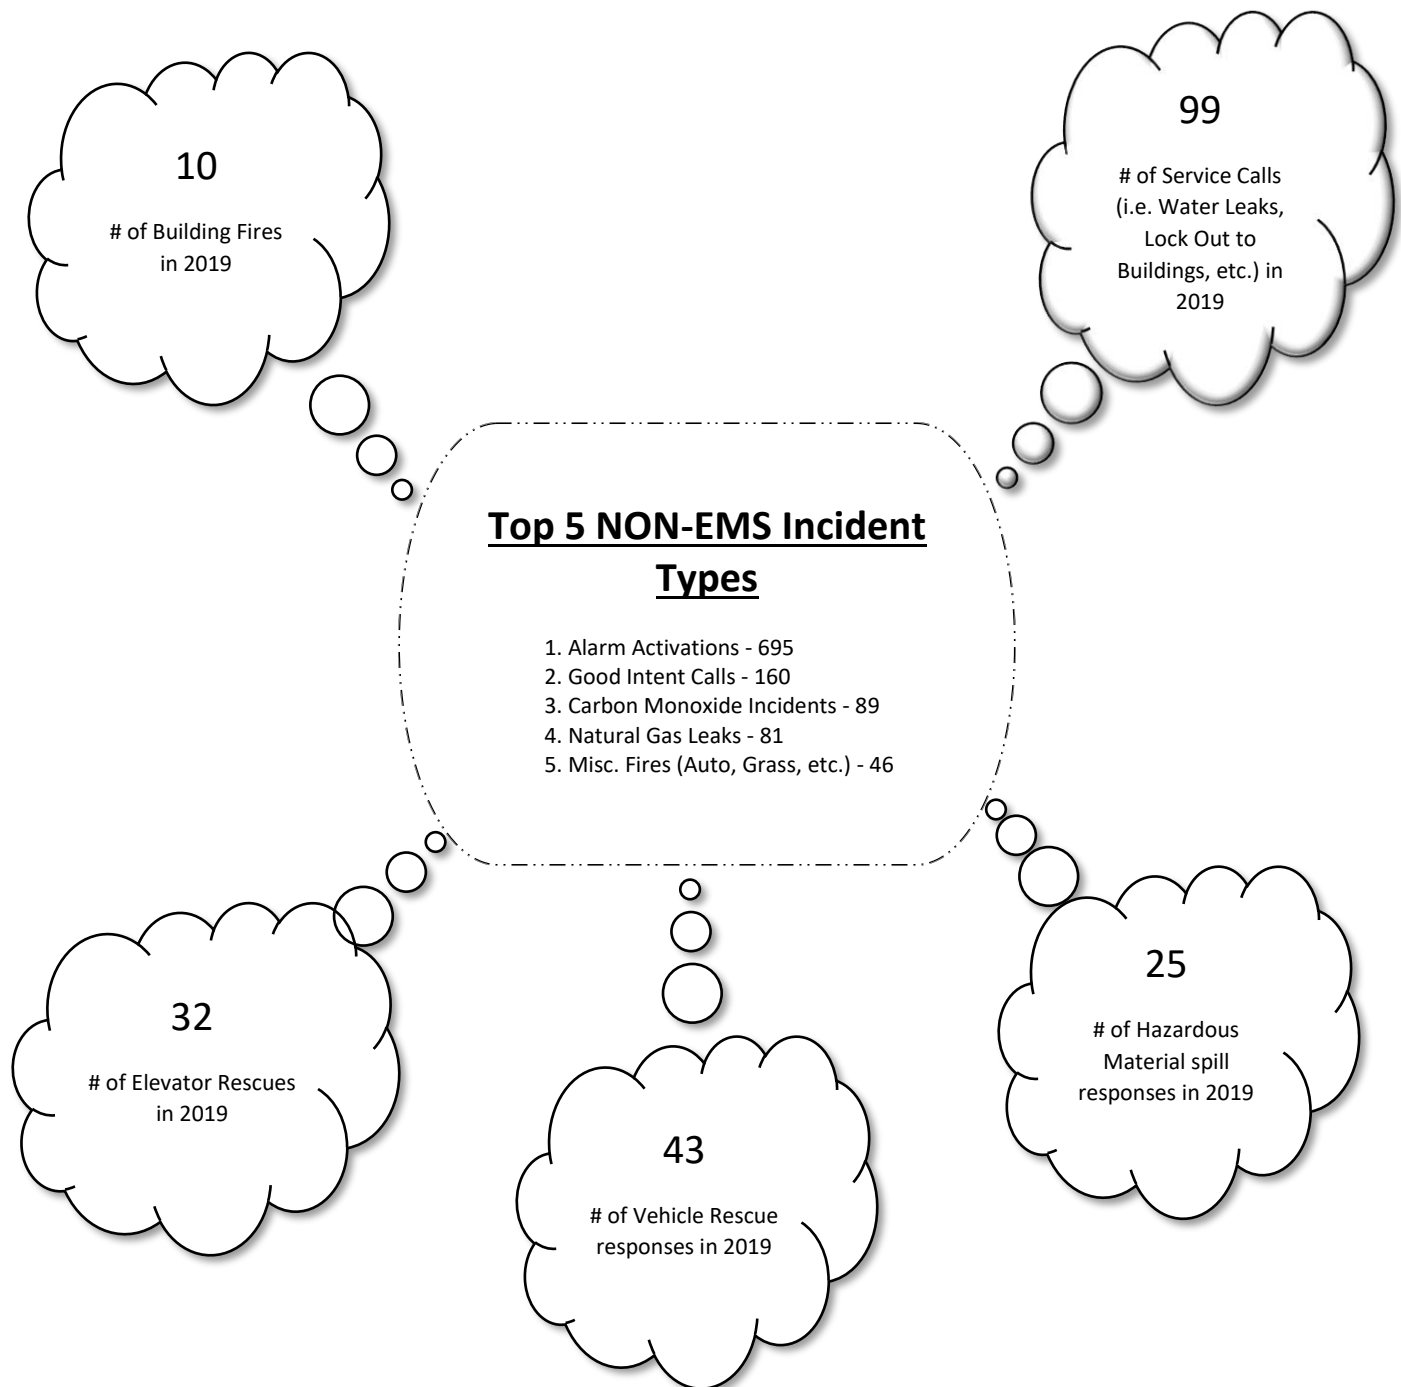 10
# of Building Fires
in 2019
99
# of Service Calls
(i.e. Water Leaks,
Lock Out to
Buildings, etc.) in
2019
Top 5 NON-EMS Incident
Types
1. Alarm Activations - 695
2. Good Intent Calls - 160
3. Carbon Monoxide Incidents - 89
4. Natural Gas Leaks - 81
5. Misc. Fires (Auto, Grass, etc.) - 46
32
# of Elevator Rescues
in 2019
43
# of Vehicle Rescue
responses in 2019
25
# of Hazardous
Material spill
responses in 2019